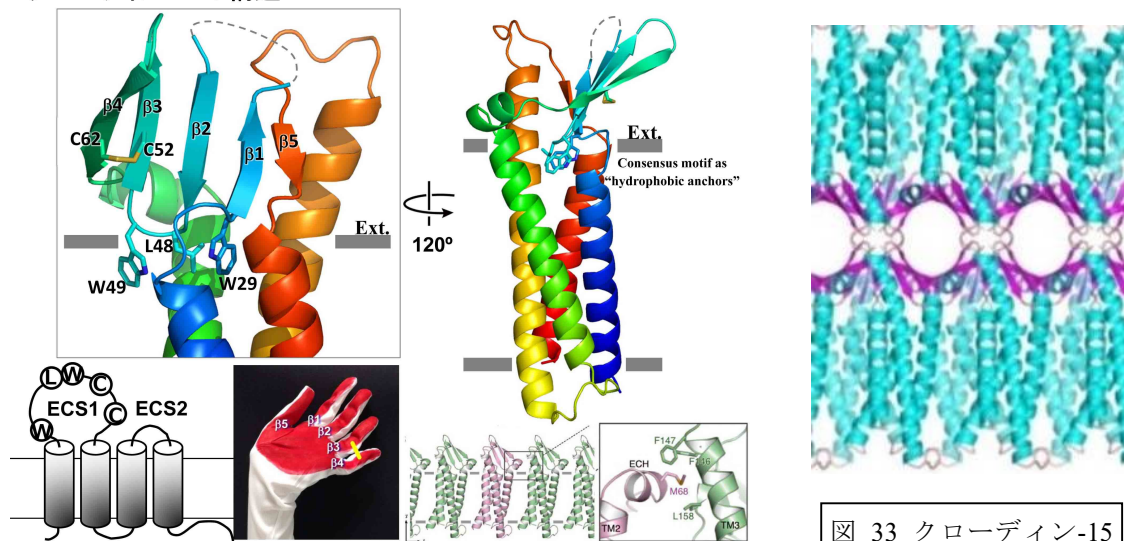 β4
β3
β2
β1
β5
C62
C52
L48
W49
W29
Ext.
120º
Ext.
Consensus motif as
“hydrophobic anchors”
W
L
W
C
C
ECS1
ECS2
β5
β1
β2
β3
β4
ECH
F147
F146
M68
L158
TM2
TM3
図 33 クローディン-15